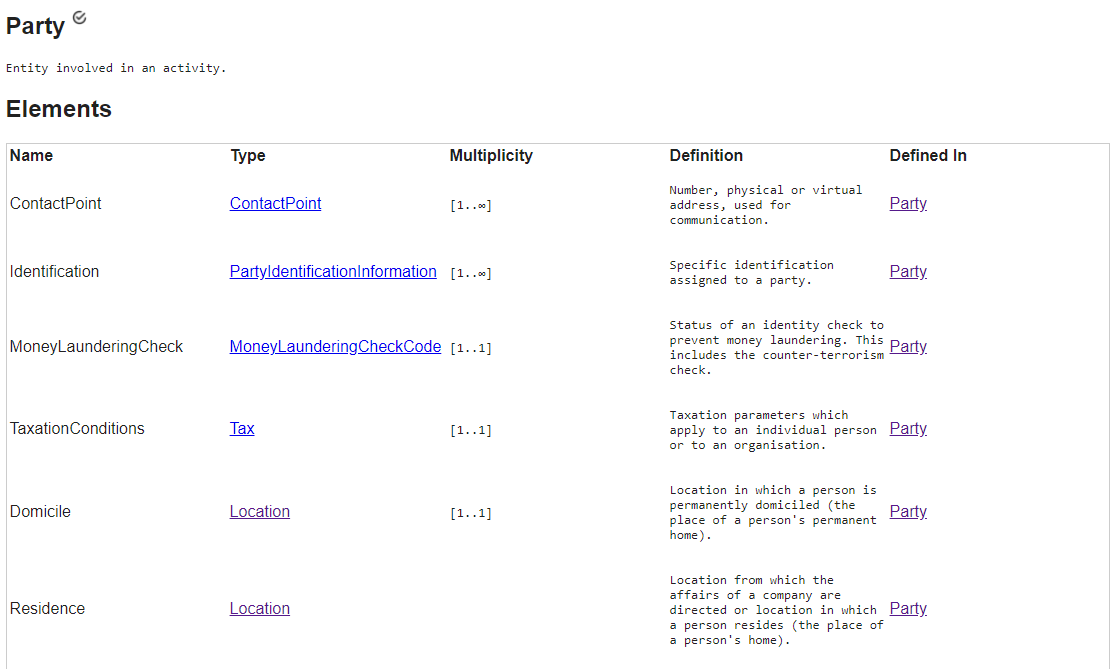 Party
Entity involved in an activity.
Elements
Name Type Multiplicity Definition Defined In
ContactPoint ContactPoint [1..∞] Number, physical or virtual
address, used for
communication. Party
Identification PartyIdentificationInformation [1..∞] Specific identification
assigned to a party. Party
MoneyLaunderingCheck MoneyLaunderingCheckCode [1..1] Status of an identity check to
prevent money laundering. This
includes the counter-terrorism
check. Party
TaxationConditions Tax [1..1] Taxation parameters which
apply to an individual person
or to an organisation. Party
Domicile Location [1..1] Location in which a person is
permanently domiciled (the
place of a person's permanent
home). Party
Residence Location Location from which the
affairs of a company are
directed or location in which
a person resides (the place of
a person's home). Party